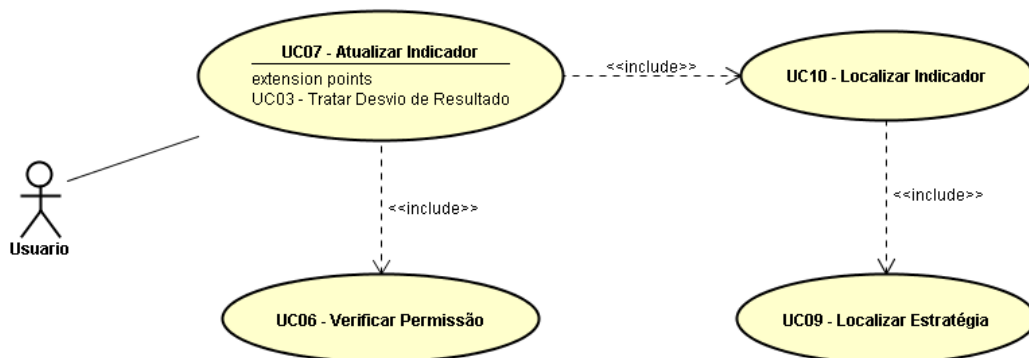 UC07 - Atualizar Indicador
extension points
UC03 - Tratar Desvio de Resultado
<<include>>
UC10 - Localizar Indicador
<<include>>
<<include>>
Usuario
UC06 - Verificar Permissão
UC09 - Localizar Estratégia